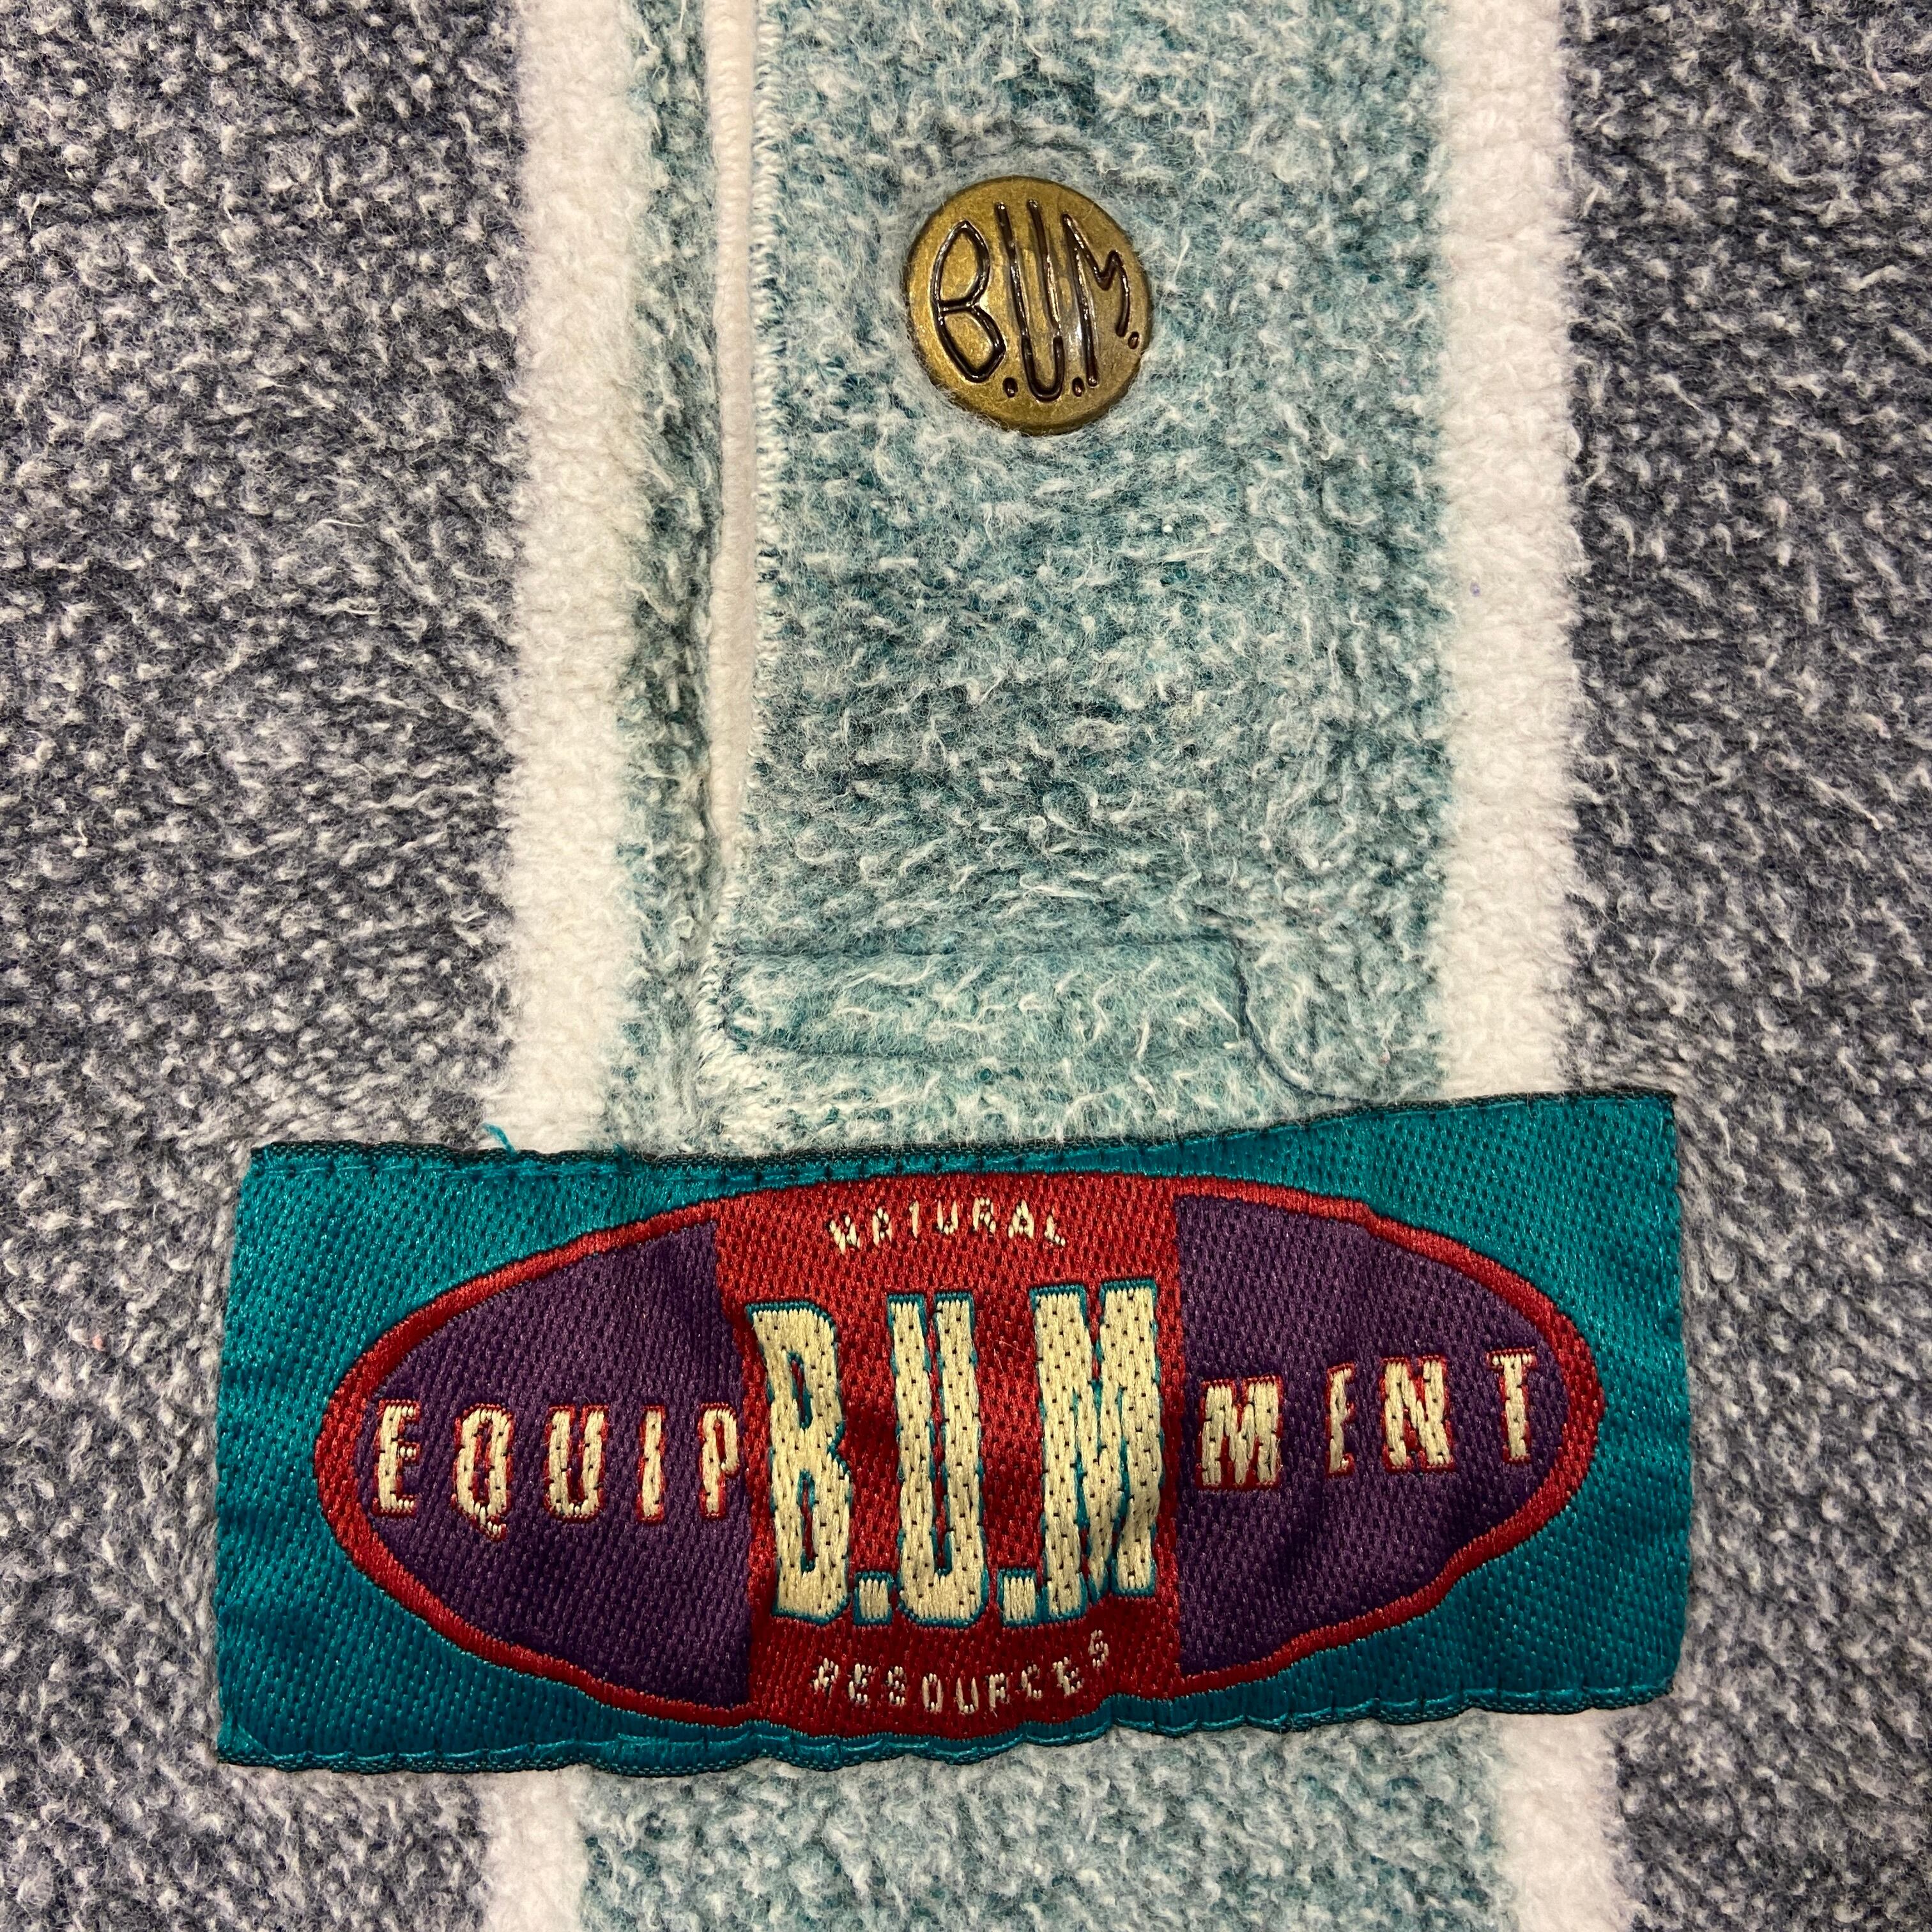 B.U.M.
NATURAL
EQUIP B.U.M MENT
RESOURCES